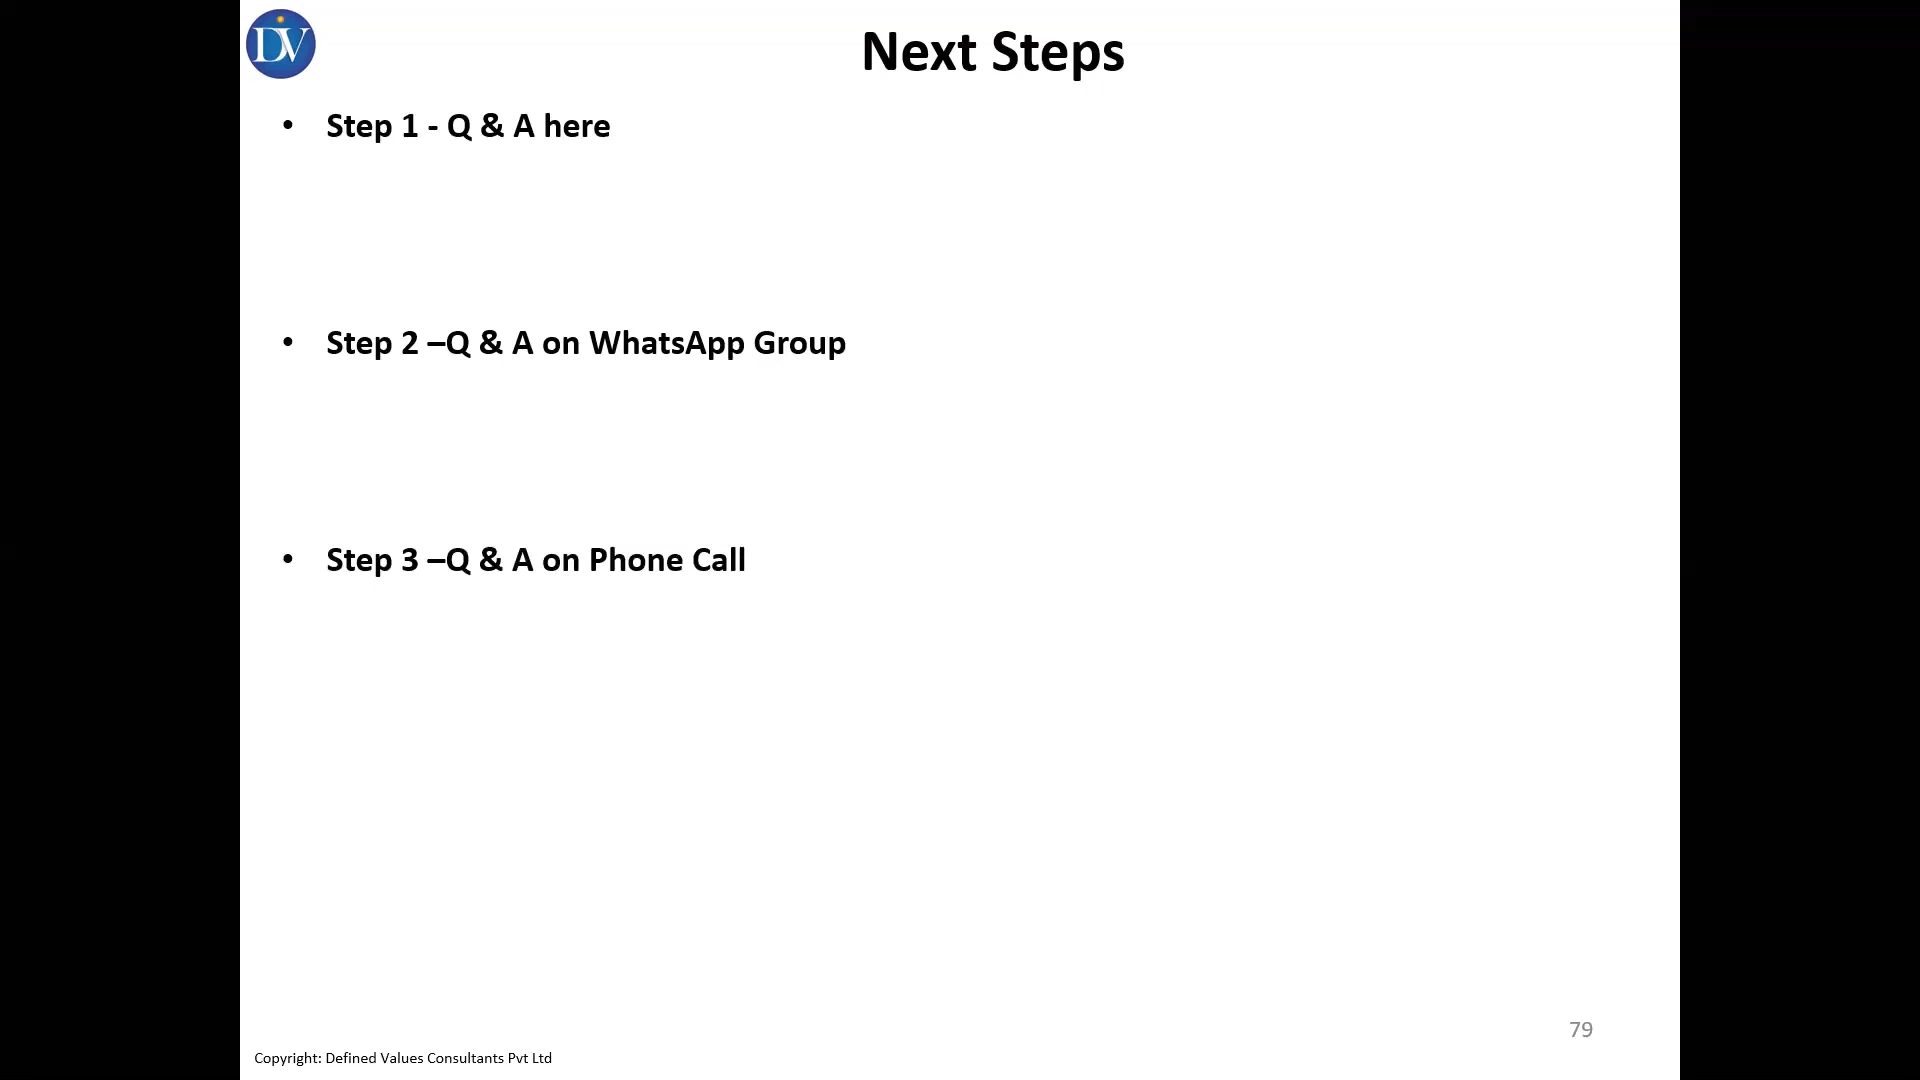 DV
Next Steps
• Step 1 - Q & A here
• Step 2 –Q & A on WhatsApp Group
• Step 3 –Q & A on Phone Call
79
Copyright: Defined Values Consultants Pvt Ltd